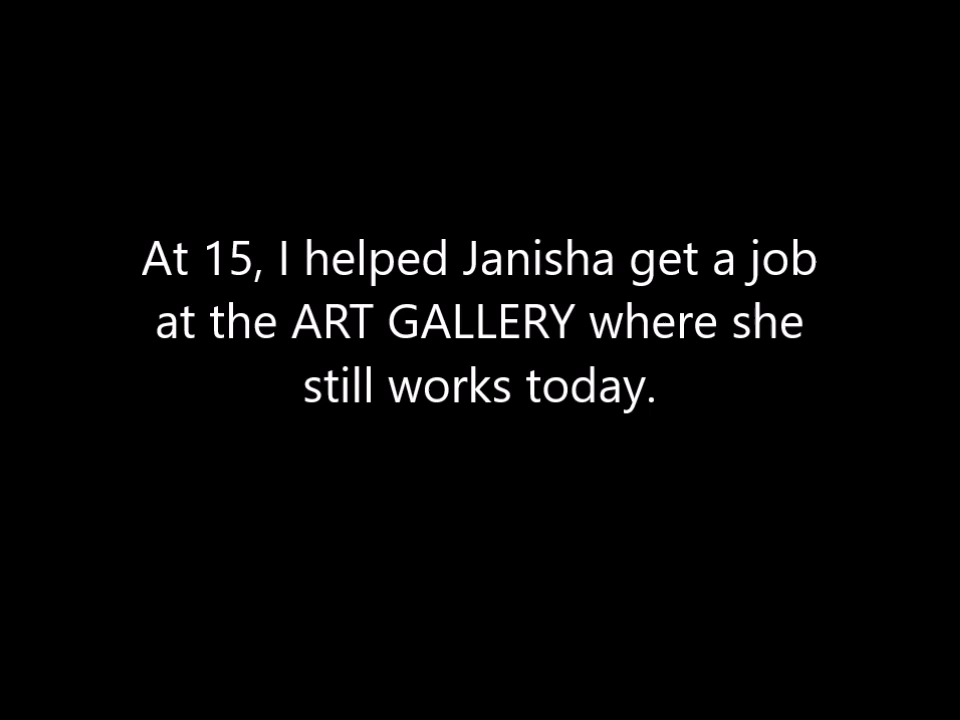 At 15, I helped Janisha get a job
at the ART GALLERY where she
still works today.